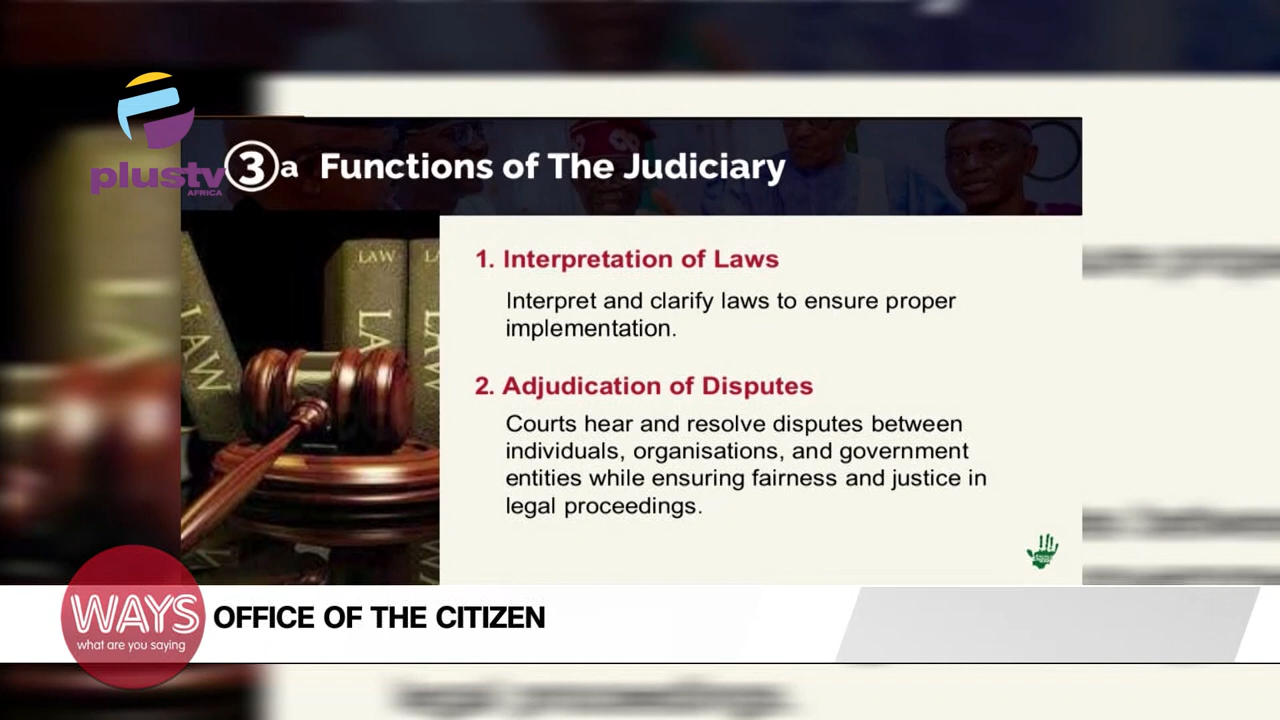 plustv
AFRICA
3a Functions of The Judiciary
LAW
LAW
LAW
1. Interpretation of Laws
Interpret and clarify laws to ensure proper
implementation.
2. Adjudication of Disputes
Courts hear and resolve disputes between
individuals, organisations, and government
entities while ensuring fairness and justice in
legal proceedings.
WAYS
what are you saying
OFFICE OF THE CITIZEN
legal proceedings.